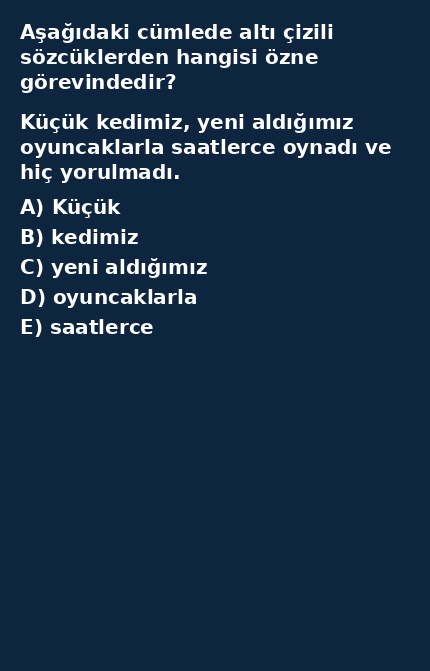 Aşağıdaki cümlede altı çizili
sözcüklerden hangisi özne
görevindedir?
Küçük kedimiz, yeni aldığımız
oyuncaklarla saatlerce oynadı ve
hiç yorulmadı.
A) Küçük
B) kedimiz
C) yeni aldığımız
D) oyuncaklarla
E) saatlerce